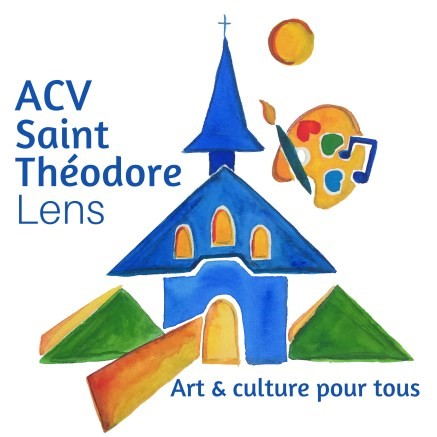 ACV
Saint
Théodore
Lens
Art & culture pour tous